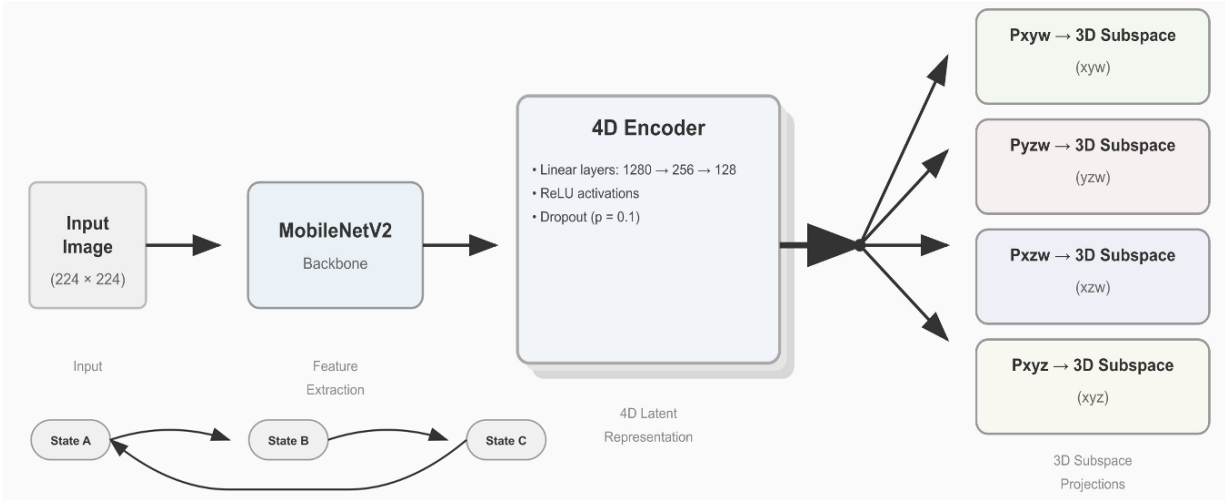 Input
Image
(224 × 224)
Input
MobileNetV2
Backbone
Feature
Extraction
4D Encoder
• Linear layers: 1280 → 256 → 128
• ReLU activations
• Dropout (p = 0.1)
4D Latent
Representation
Pxyw → 3D Subspace
(xyw)
Pyzw → 3D Subspace
(yzw)
Pxzw → 3D Subspace
(xzw)
Pxyz → 3D Subspace
(xyz)
3D Subspace
Projections
State A
State B
State C